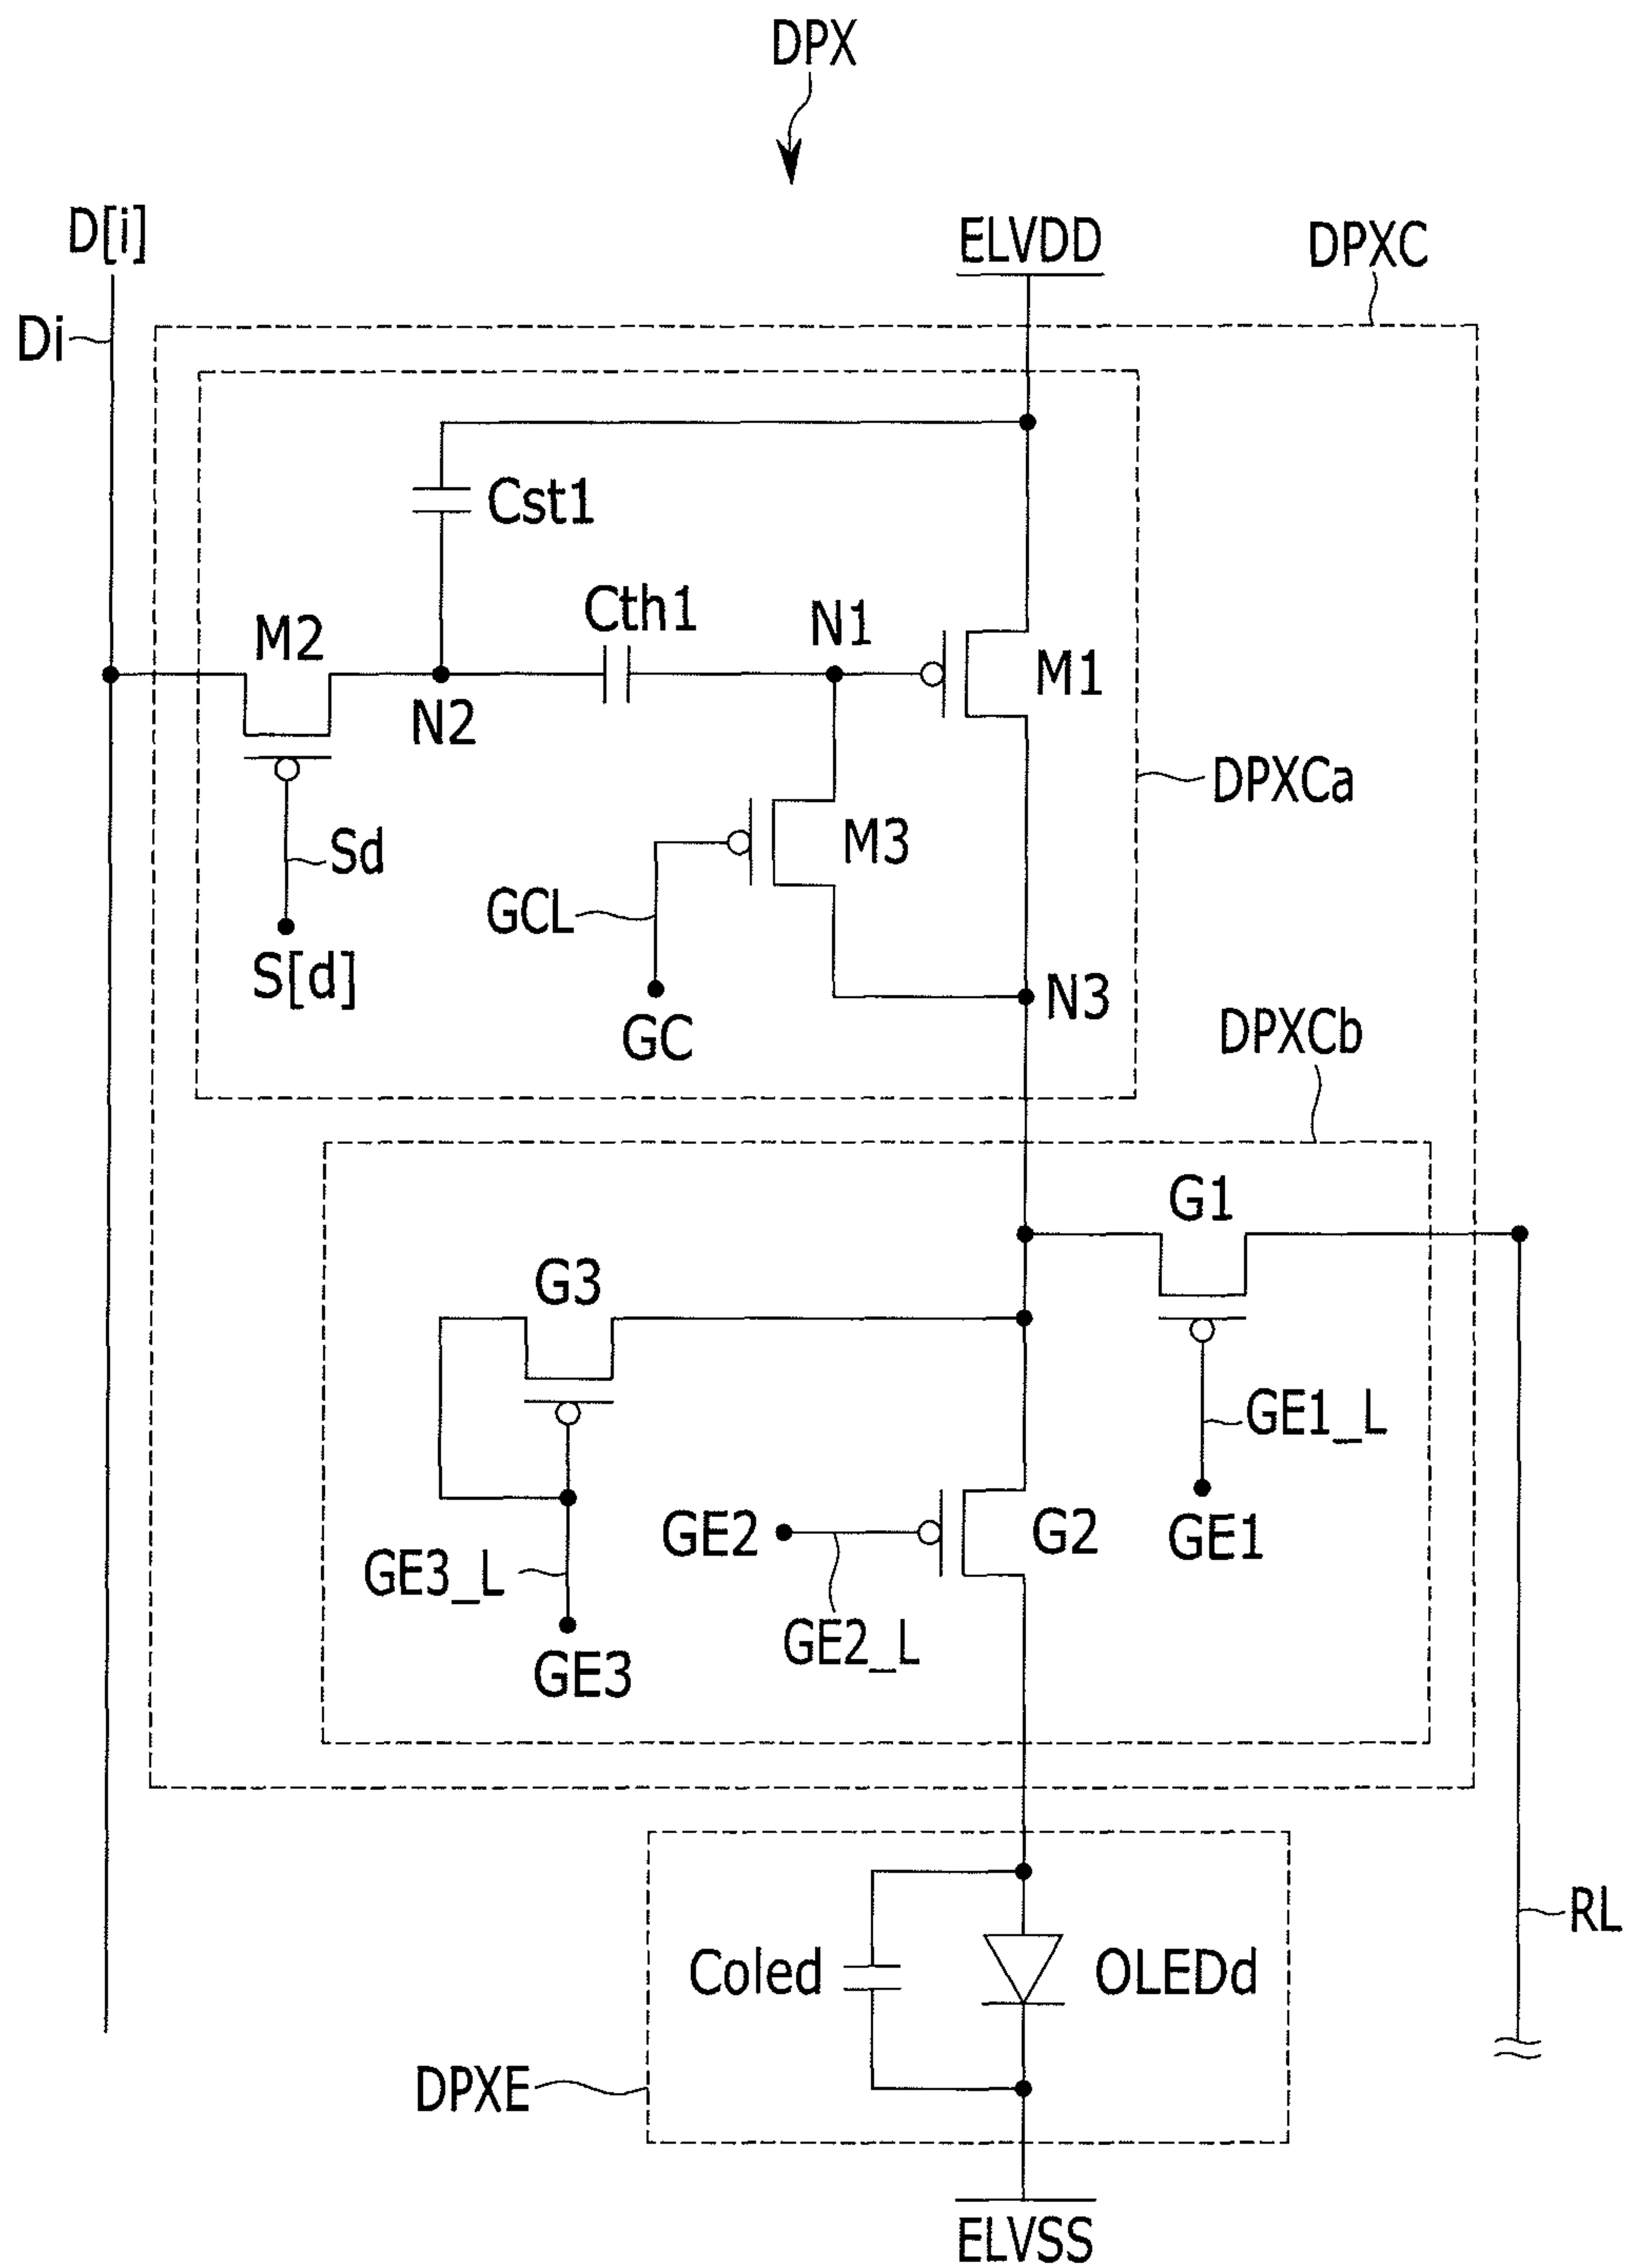 DPX
D[i]
ELVDD
DPXC
Di
Cst1
Cth1
N1
M2
M1
N2
DPXCa
M3
Sd
GCL
S[d]
N3
GC
DPXCb
G1
G3
GE1_L
GE2
G2
GE1
GE3_L
GE2_L
GE3
RL
Coled
OLEDd
DPXE
ELVSS